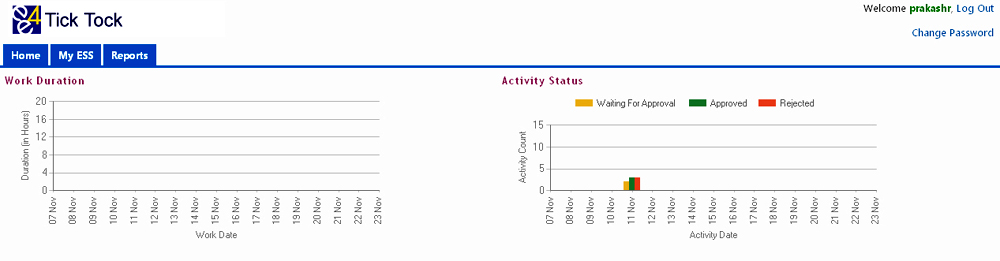 e4e Tick Tock
Welcome prakashr, Log Out
Change Password
Home My ESS Reports
Work Duration
20
16
12
8
4
0
Duration (in Hours)
07 Nov 08 Nov 09 Nov 10 Nov 11 Nov 12 Nov 13 Nov 14 Nov 15 Nov 16 Nov 17 Nov 18 Nov 19 Nov 20 Nov 21 Nov 22 Nov 23 Nov
Work Date
Activity Status
Waiting For Approval Approved Rejected
15
10
5
0
Activity Count
07 Nov 08 Nov 09 Nov 10 Nov 11 Nov 12 Nov 13 Nov 14 Nov 15 Nov 16 Nov 17 Nov 18 Nov 19 Nov 20 Nov 21 Nov 22 Nov 23 Nov
Activity Date